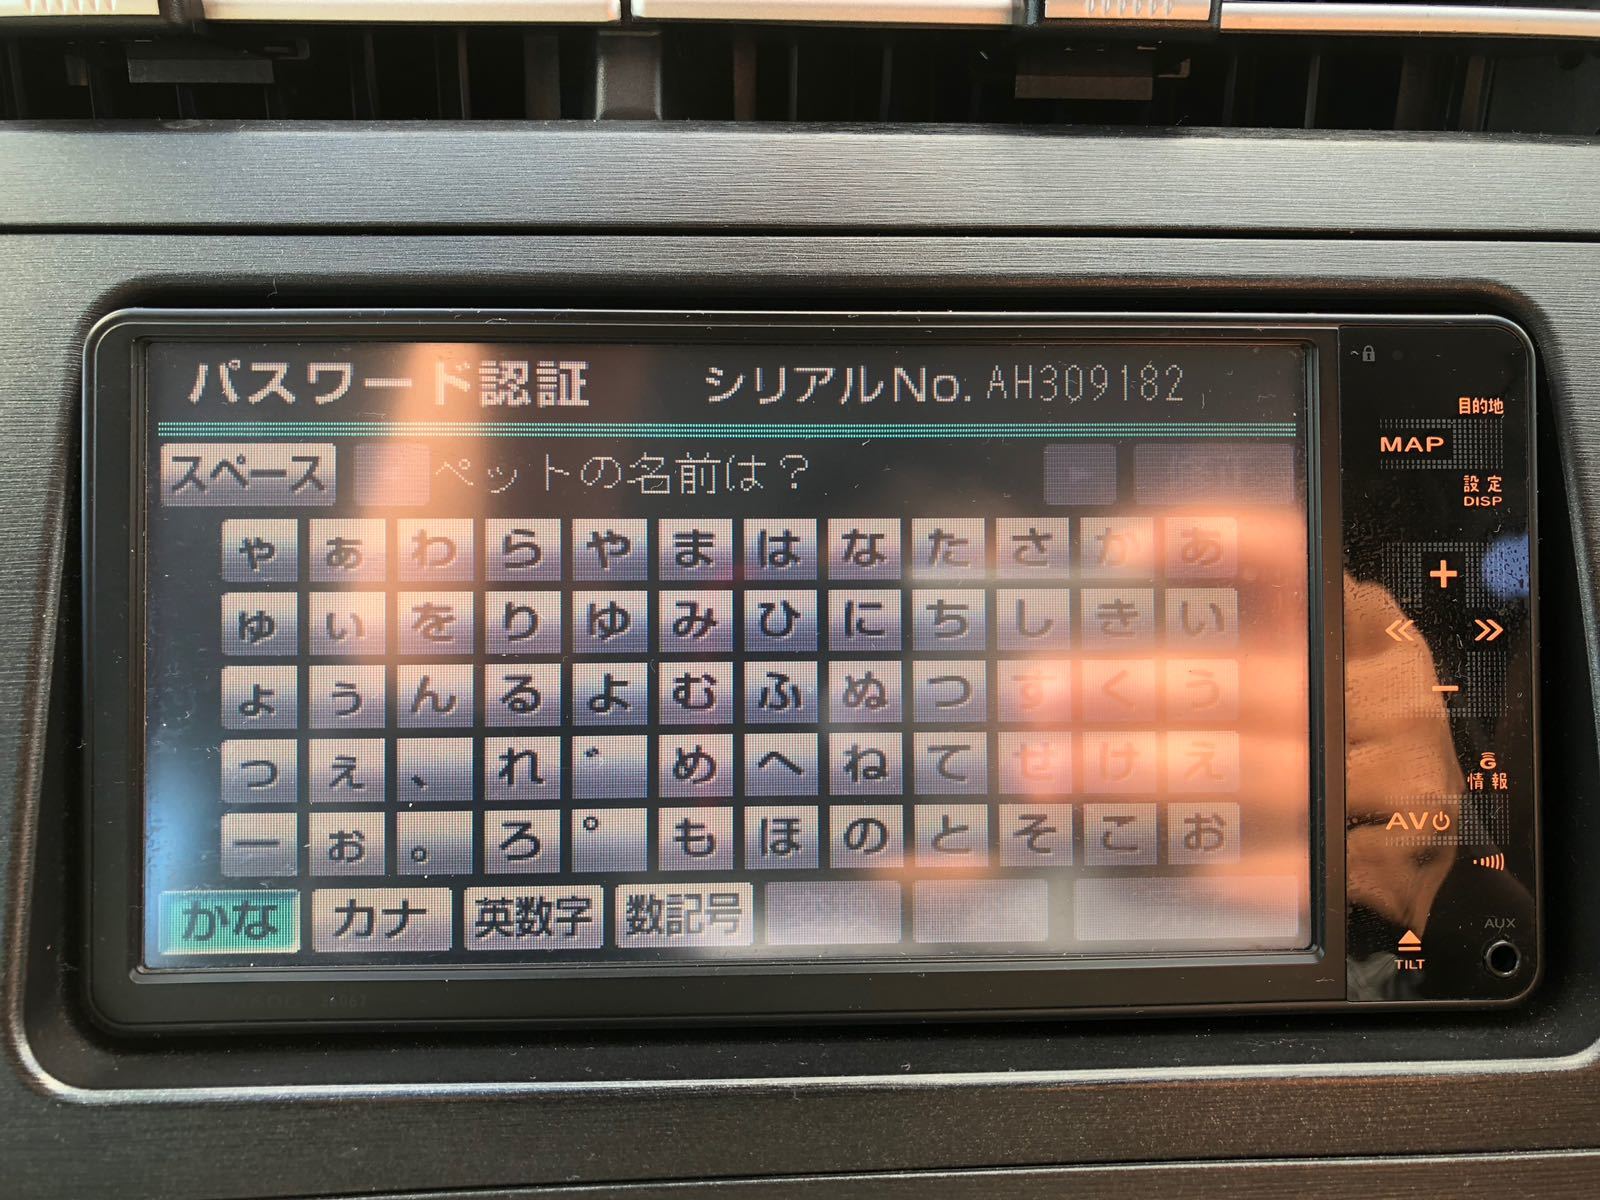 パスワード認証 シリアルNo. AH309182
スペース ペットの名前は?
や あ わ ら や ま は な た さ か あ
ゆ い を り ゆ み ひ に ち し き い
よ う ん る よ む ふ ぬ つ す く う
つ え 、 れ ゛ め へ ね て せ け え
ー お 。 ろ ゜ も ほ の と そ こ お
かな カナ 英数字 数記号
目的地
MAP
設定
DISP
+
≪ ≫
−
G
情報
AV
AUX
TILT